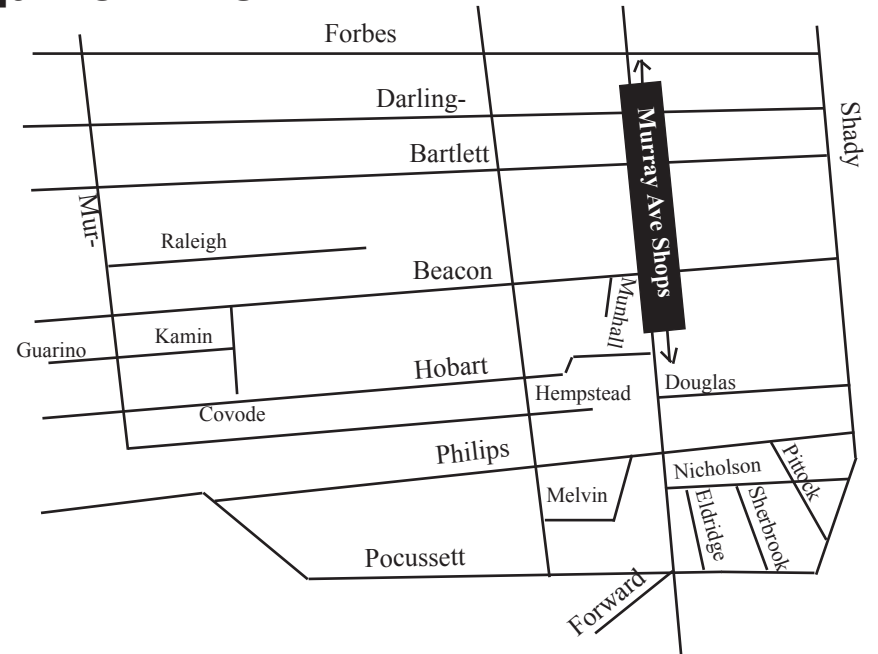 Forbes
Darling-
Shady
Bartlett
Murray Ave Shops
Mur-
Raleigh
Beacon
Munhall
Guarino
Kamin
Hobart
Douglas
Hempstead
Covode
Philips
Pittock
Nicholson
Melvin
Eldridge
Sherbrook
Pocussett
Forward